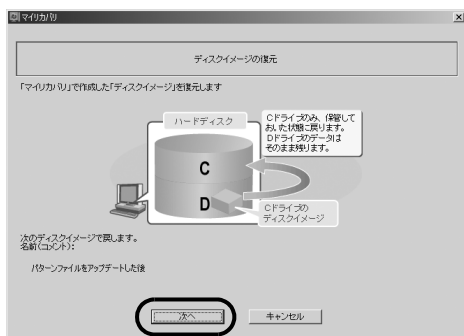 マイリカバリ
ディスクイメージの復元
「マイリカバリ」で作成した「ディスクイメージ」を復元します
ハードディスク
Cドライブのみ、保管して
おいた状態に戻ります。
Dドライブのデータは
そのまま残ります。
C
D
Cドライブの
ディスクイメージ
次のディスクイメージで戻します。
名前(コメント):
パターンファイルをアップデートした後
次へ
キャンセル